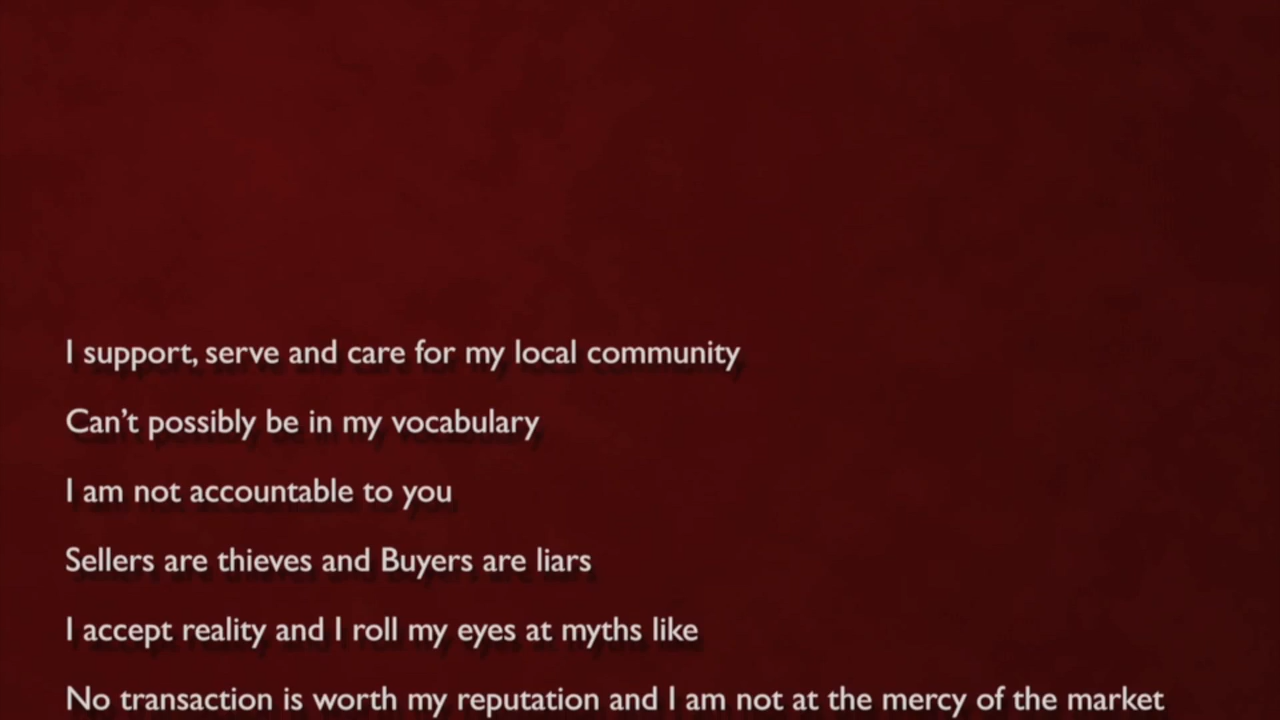 I support, serve and care for my local community
Can’t possibly be in my vocabulary
I am not accountable to you
Sellers are thieves and Buyers are liars
I accept reality and I roll my eyes at myths like
No transaction is worth my reputation and I am not at the mercy of the market